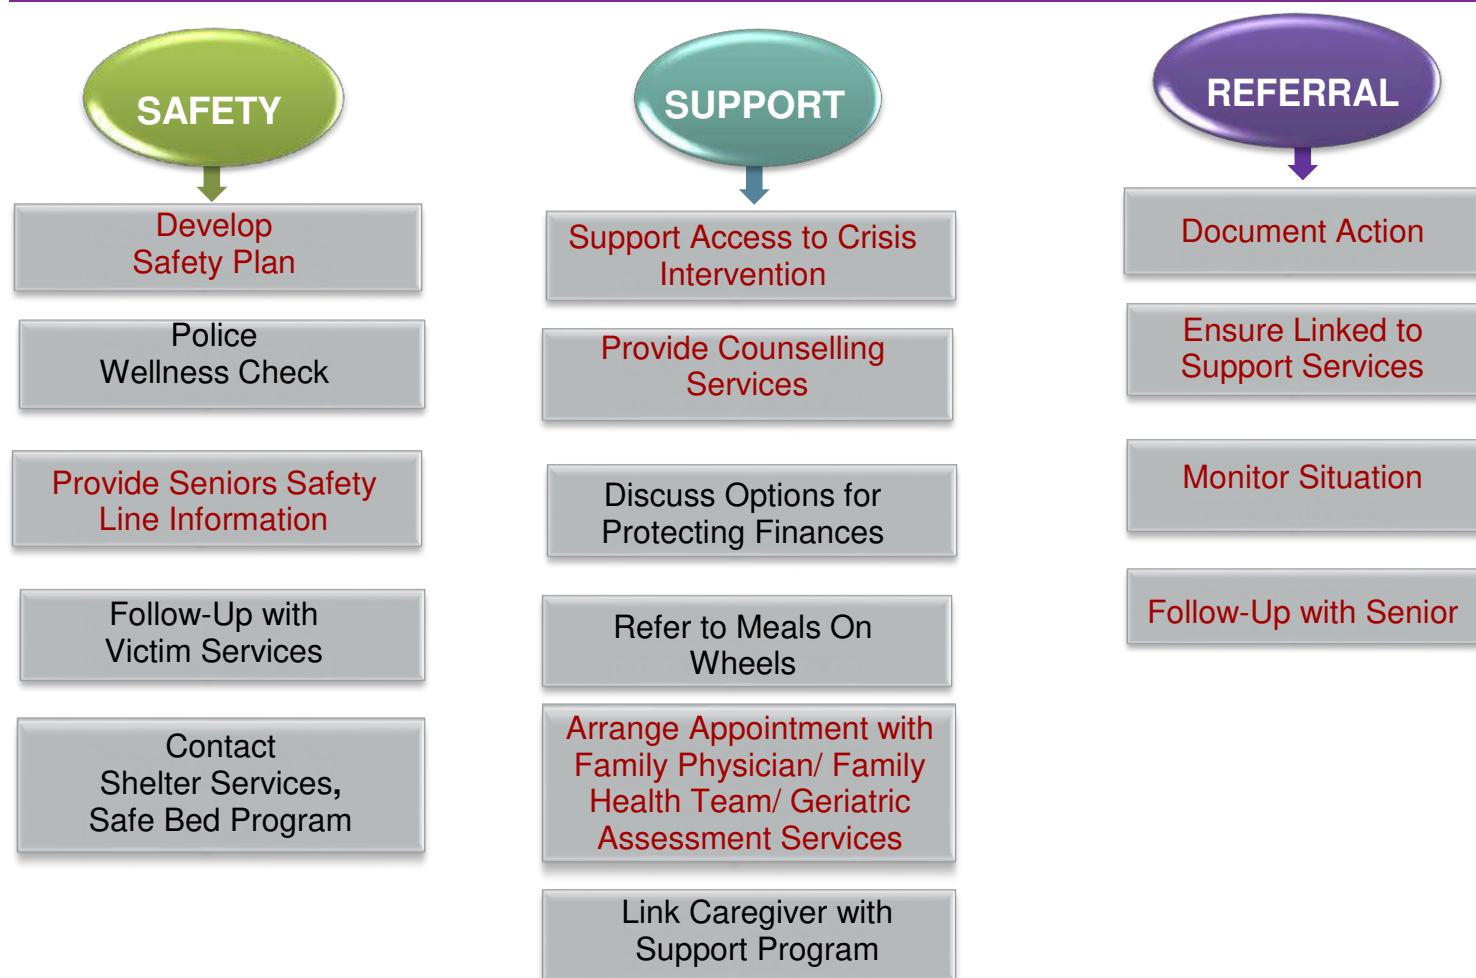 SAFETY
Develop
Safety Plan
Police
Wellness Check
Provide Seniors Safety
Line Information
Follow-Up with
Victim Services
Contact
Shelter Services,
Safe Bed Program
SUPPORT
Support Access to Crisis
Intervention
Provide Counselling
Services
Discuss Options for
Protecting Finances
Refer to Meals On
Wheels
Arrange Appointment with
Family Physician/ Family
Health Team/ Geriatric
Assessment Services
Link Caregiver with
Support Program
REFERRAL
Document Action
Ensure Linked to
Support Services
Monitor Situation
Follow-Up with Senior